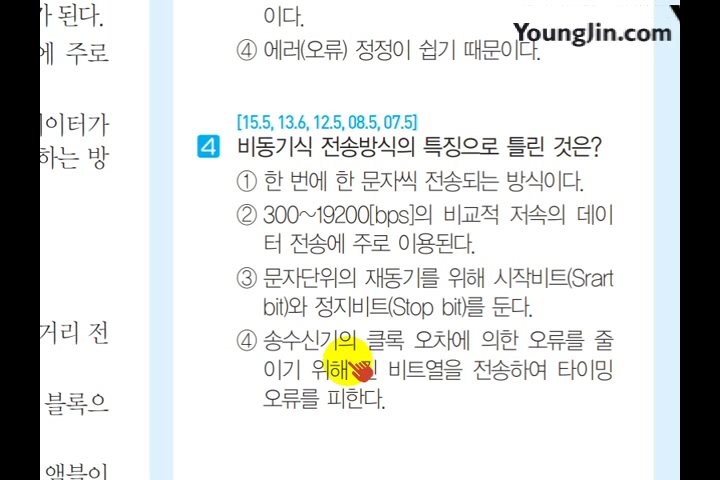 가 된다.
에 주로
데이터가
하는 방
거리 전
블록으
앰블이
이다.
④ 에러(오류) 정정이 쉽기 때문이다.
YoungJin.com
[15.5, 13.6, 12.5, 08.5, 07.5]
4 비동기식 전송방식의 특징으로 틀린 것은?
① 한 번에 한 문자씩 전송되는 방식이다.
② 300~19200[bps]의 비교적 저속의 데이
터 전송에 주로 이용된다.
③ 문자단위의 재동기를 위해 시작비트(Srart
bit)와 정지비트(Stop bit)를 둔다.
④ 송수신기의 클록 오차에 의한 오류를 줄
이기 위해 긴 비트열을 전송하여 타이밍
오류를 피한다.